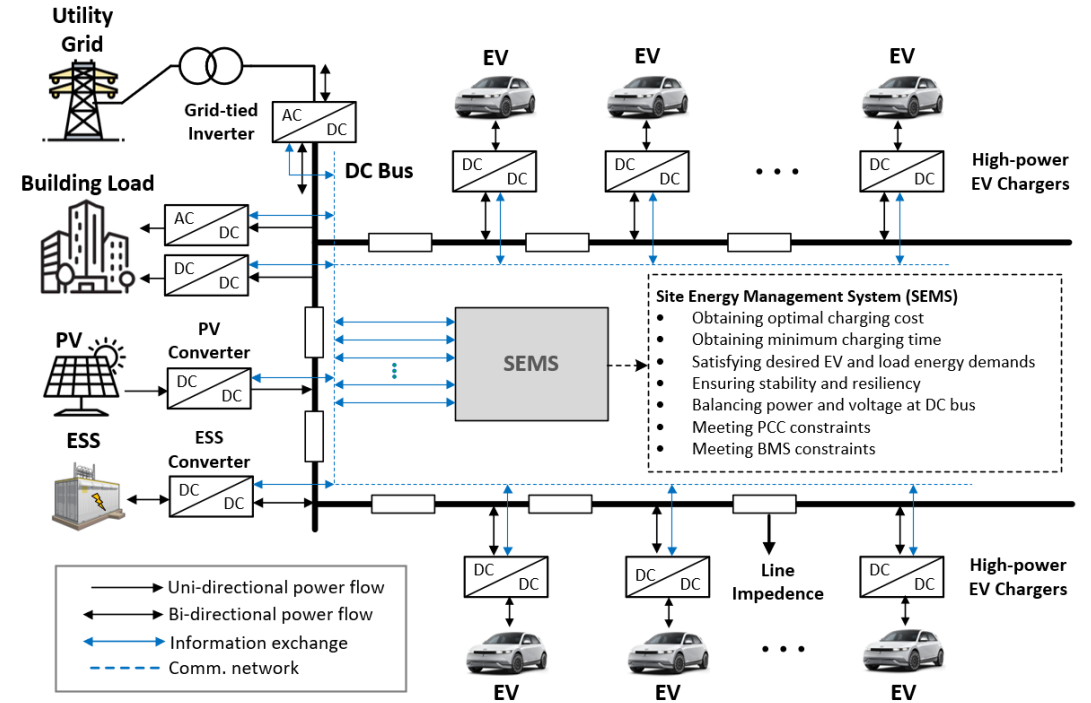 Utility
Grid
Grid-tied
Inverter
AC
DC
DC Bus
EV
EV
EV
DC
DC
DC
DC
• • •
DC
DC
High-power
EV Chargers
Building Load
AC
DC
DC
DC
PV
PV
Converter
DC
DC
ESS
ESS
Converter
DC
DC
SEMS
Site Energy Management System (SEMS)
• Obtaining optimal charging cost
• Obtaining minimum charging time
• Satisfying desired EV and load energy demands
• Ensuring stability and resiliency
• Balancing power and voltage at DC bus
• Meeting PCC constraints
• Meeting BMS constraints
DC
DC
DC
DC
Line
Impedence
DC
DC
High-power
EV Chargers
• • •
EV
EV
EV
Uni-directional power flow
Bi-directional power flow
Information exchange
Comm. network